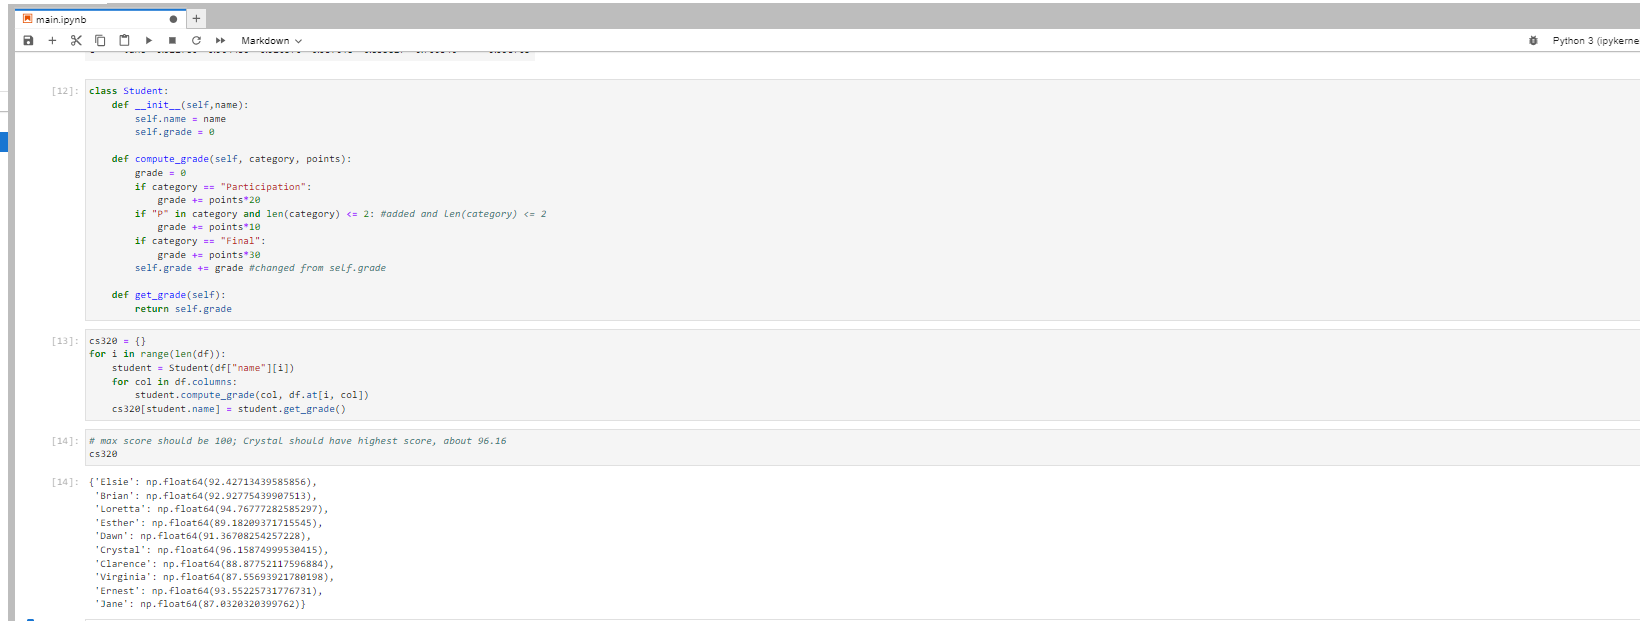 main.ipynb
+
Markdown
Python 3 (ipykerne
[12]:
class Student:
    def __init__(self,name):
        self.name = name
        self.grade = 0
    def compute_grade(self, category, points):
        grade = 0
        if category == "Participation":
            grade += points*20
        if "P" in category and len(category) <= 2: #added and len(category) <= 2
            grade += points*10
        if category == "Final":
            grade += points*30
        self.grade += grade #changed from self.grade
    def get_grade(self):
        return self.grade
[13]:
cs320 = {}
for i in range(len(df)):
    student = Student(df["name"][i])
    for col in df.columns:
        student.compute_grade(col, df.at[i, col])
    cs320[student.name] = student.get_grade()
[14]:
# max score should be 100; Crystal should have highest score, about 96.16
cs320
[14]:
{'Elsie': np.float64(92.42713439585856),
 'Brian': np.float64(92.92775439907513),
 'Loretta': np.float64(94.76777282585297),
 'Esther': np.float64(89.18209371715545),
 'Dawn': np.float64(91.36708254257228),
 'Crystal': np.float64(96.15874999530415),
 'Clarence': np.float64(88.87752117596884),
 'Virginia': np.float64(87.55693921780198),
 'Ernest': np.float64(93.55225731776731),
 'Jane': np.float64(87.0320320399762)}